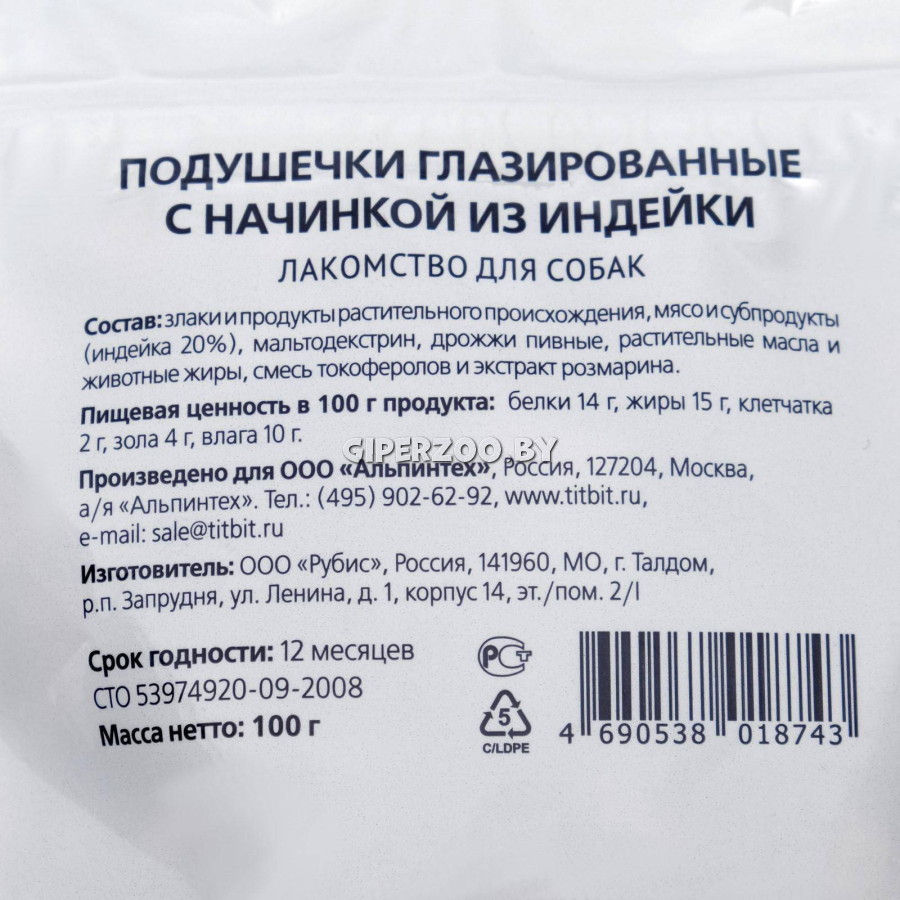 ПОДУШЕЧКИ ГЛАЗИРОВАННЫЕ
С НАЧИНКОЙ ИЗ ИНДЕЙКИ
ЛАКОМСТВО ДЛЯ СОБАК
Состав: злаки и продукты растительного происхождения, мясо и субпродукты
(индейка 20%), мальтодекстрин, дрожжи пивные, растительные масла и
животные жиры, смесь токоферолов и экстракт розмарина.
Пищевая ценность в 100 г продукта: белки 14 г, жиры 15 г, клетчатка
2 г, зола 4 г, влага 10 г.
GIPERZOO.BY
Произведено для ООО «Альпинтех», Россия, 127204, Москва,
а/я «Альпинтех». Тел.: (495) 902-62-92, www.titbit.ru,
e-mail: sale@titbit.ru
Изготовитель: ООО «Рубис», Россия, 141960, МО, г. Талдом,
р.п. Запрудня, ул. Ленина, д. 1, корпус 14, эт./пом. 2/I
Срок годности: 12 месяцев
СТО 53974920-09-2008
Масса нетто: 100 г
РСТ
5
C/LDPE
4 690538 018743